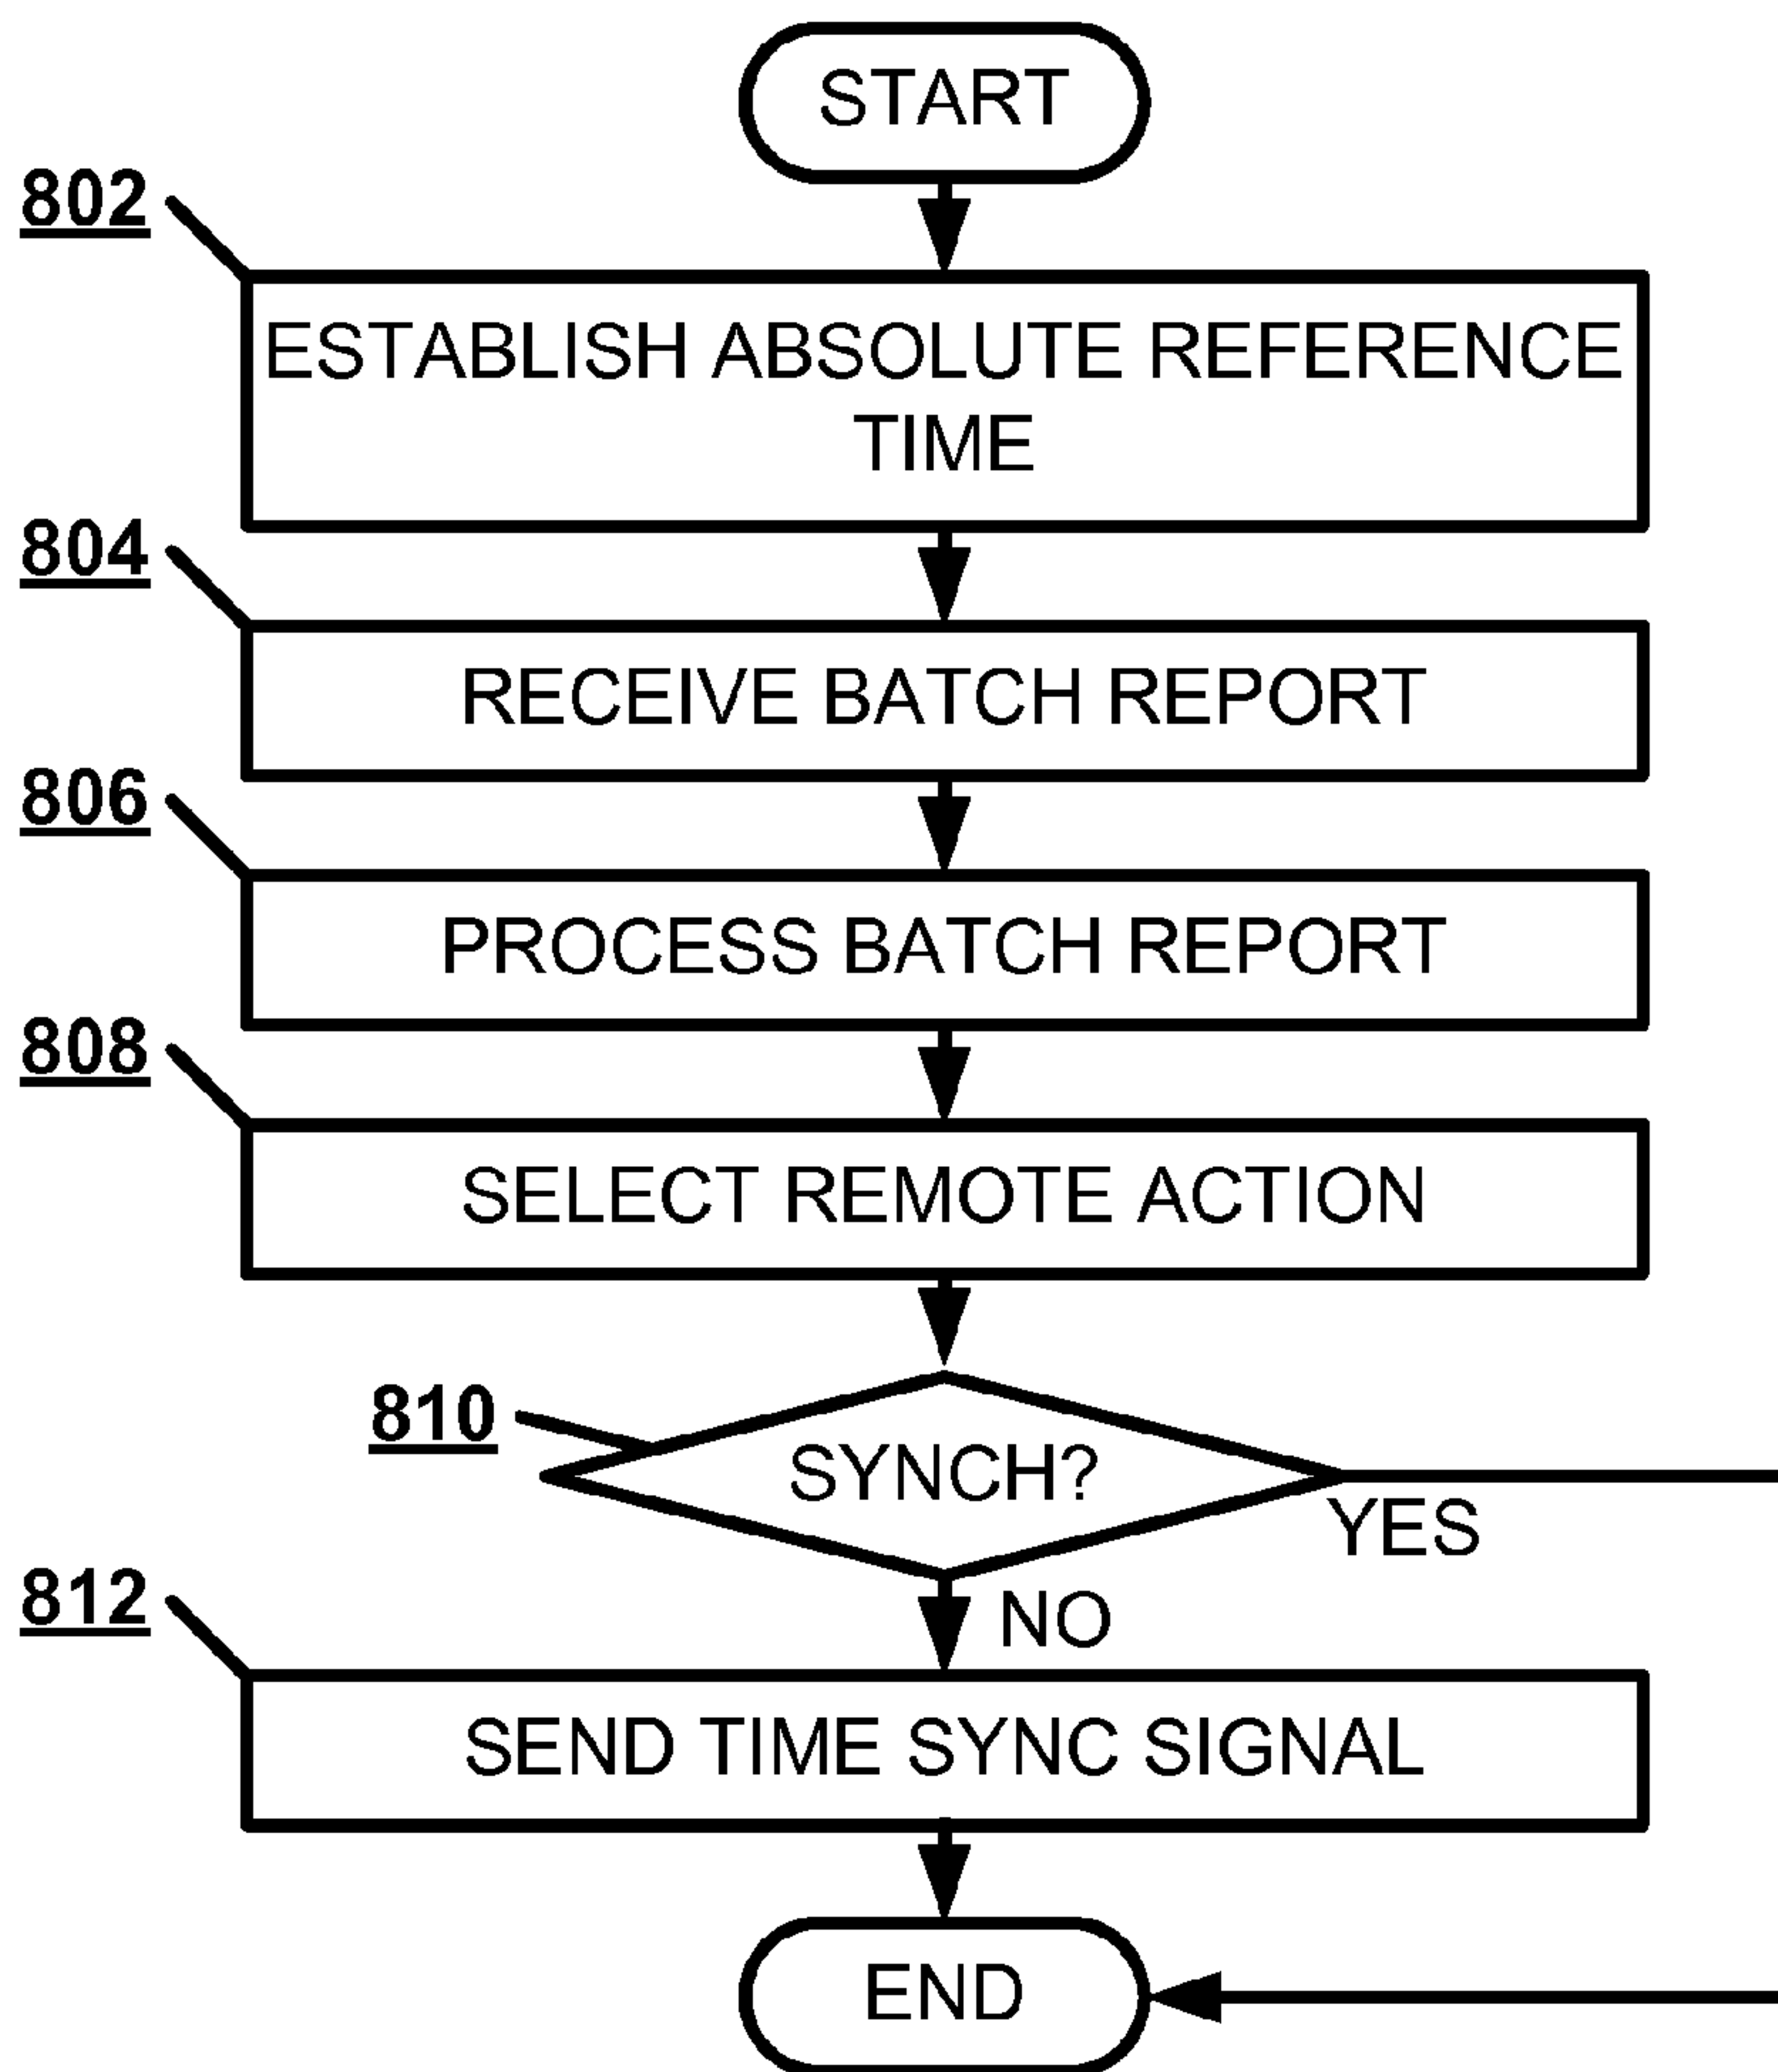 START
802
ESTABLISH ABSOLUTE REFERENCE
TIME
804
RECEIVE BATCH REPORT
806
PROCESS BATCH REPORT
808
SELECT REMOTE ACTION
810
SYNCH?
YES
NO
812
SEND TIME SYNC SIGNAL
END